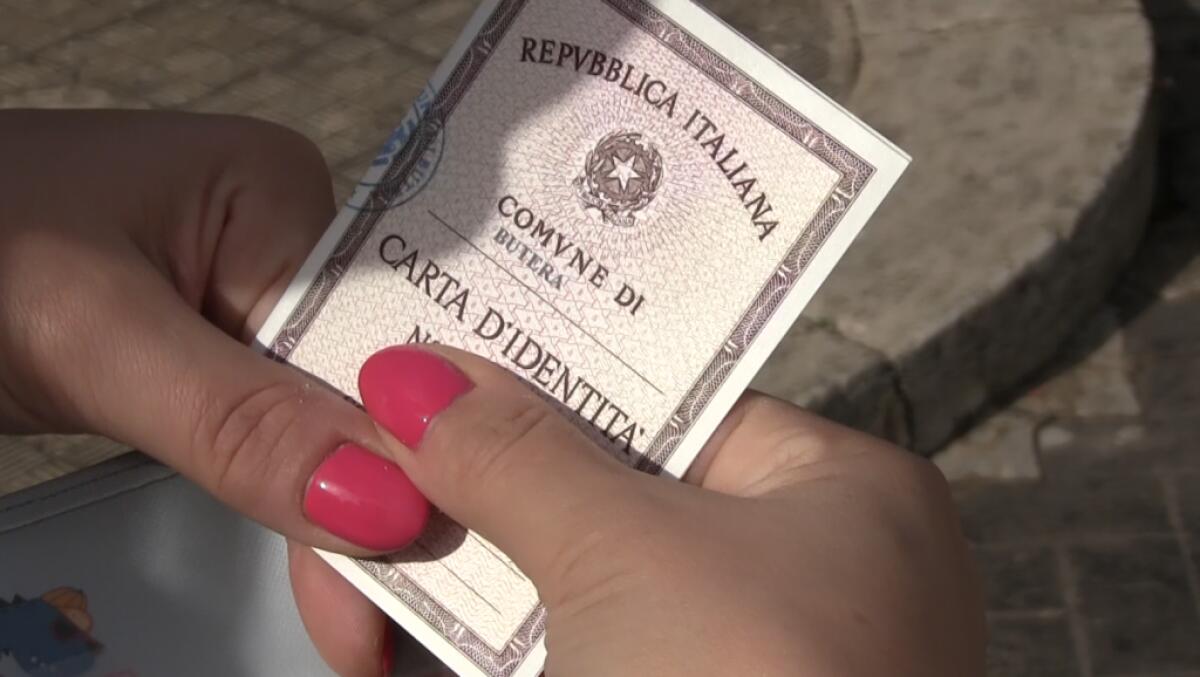 REPVBBLICA ITALIANA
COMVNE DI
BUTERA
CARTA D'IDENTITA'